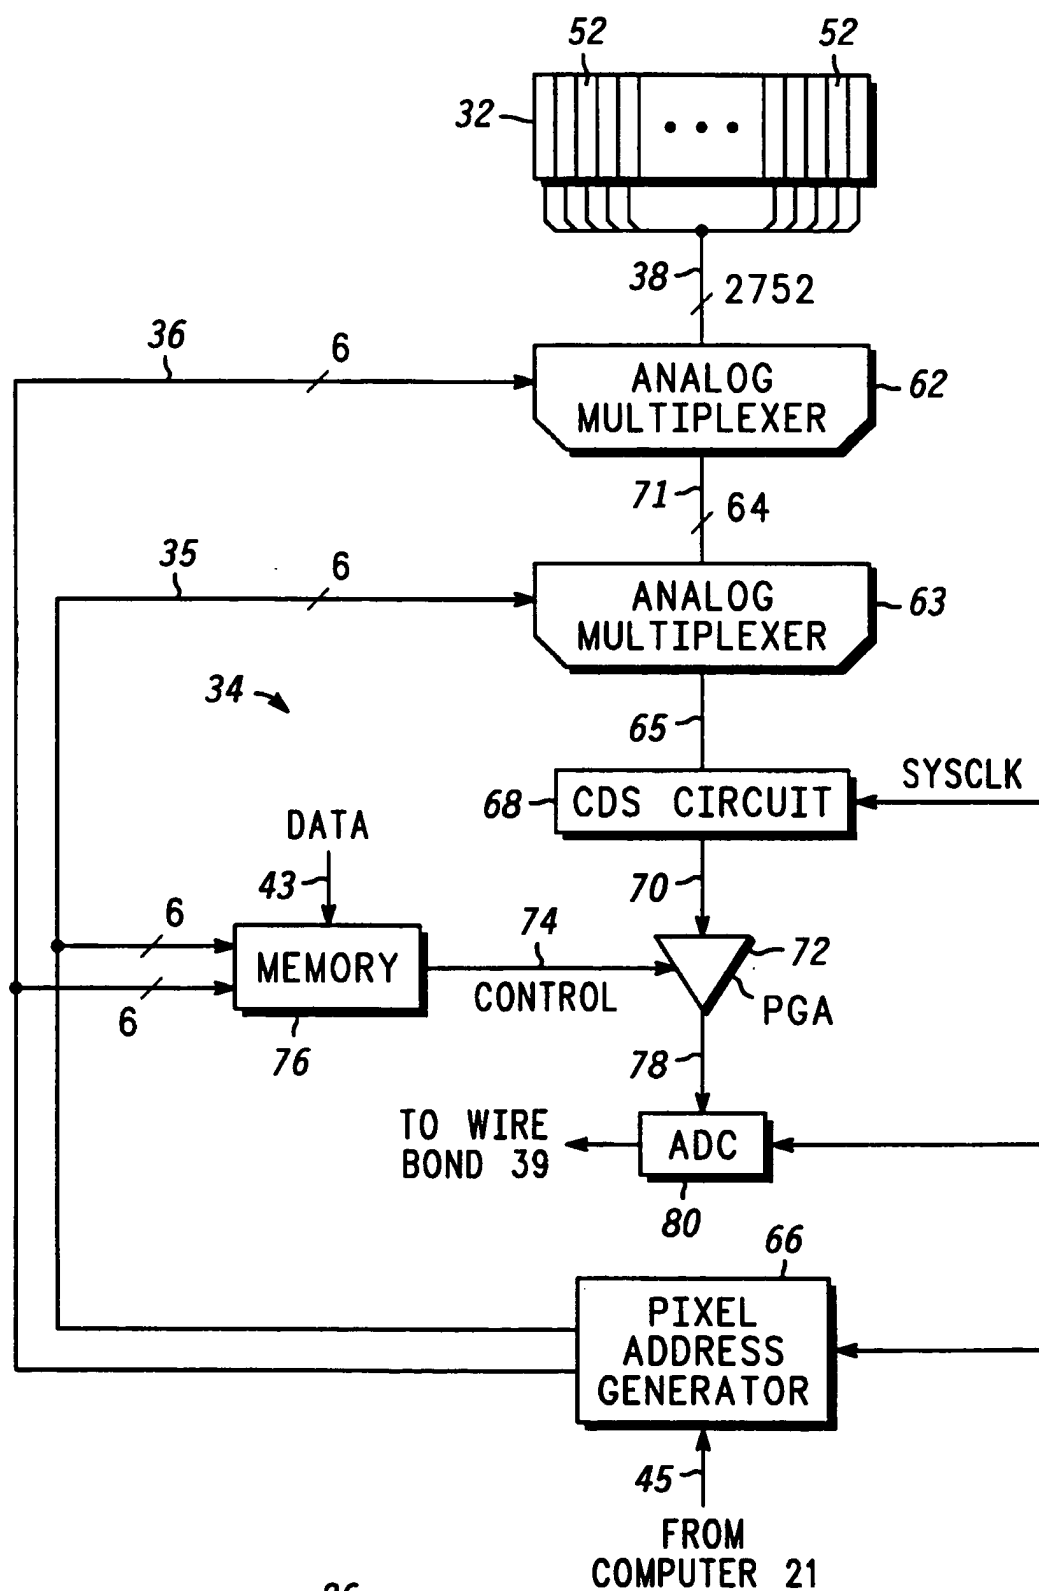 52 52
32
38 2752
36 6
ANALOG
MULTIPLEXER
62
71 64
35 6
ANALOG
MULTIPLEXER
63
34
65
SYSCLK
68 CDS CIRCUIT
DATA
43
70
6
74
72
MEMORY
CONTROL
PGA
6
76
78
TO WIRE
BOND 39
ADC
80
66
PIXEL
ADDRESS
GENERATOR
45
FROM
COMPUTER 21